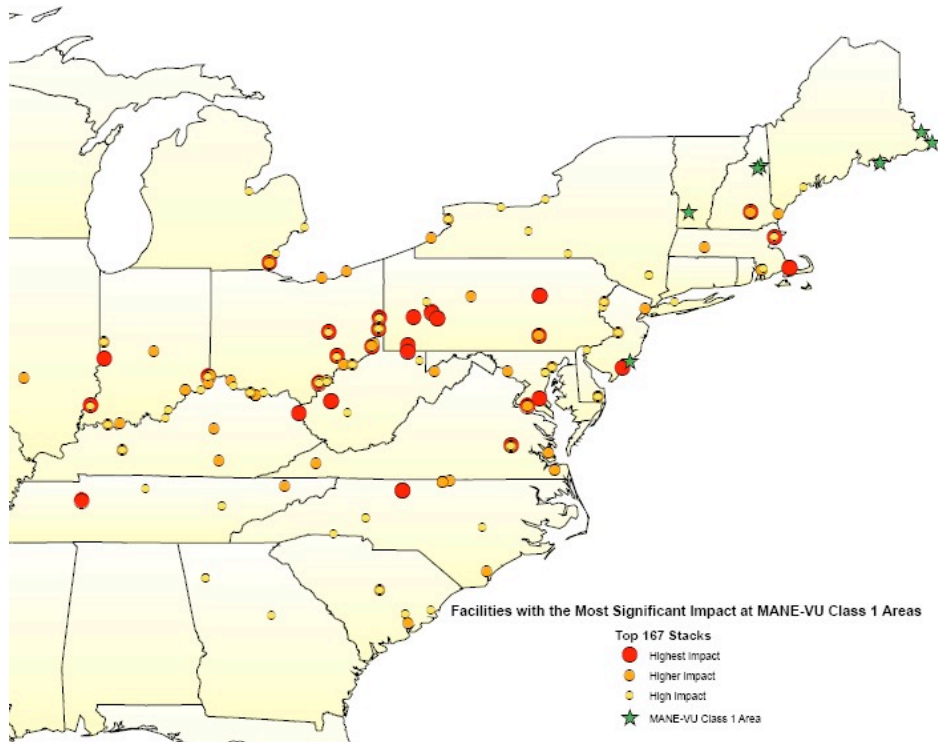 Facilities with the Most Significant Impact at MANE-VU Class 1 Areas
Top 167 Stacks
Highest Impact
Higher Impact
High Impact
MANE-VU Class 1 Area